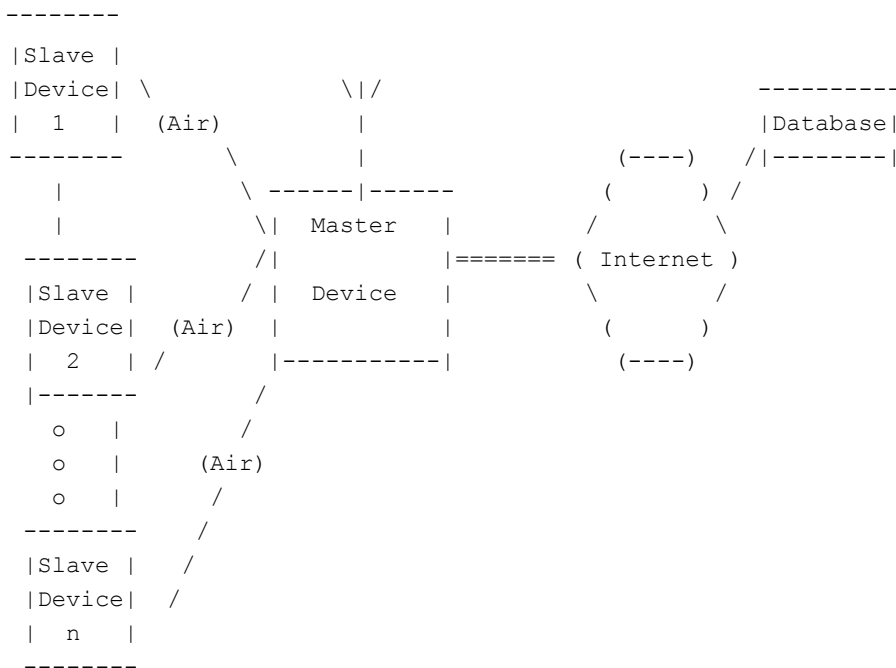 --------
|Slave |
|Device| \                \|/                              ----------
|  1   |  (Air)            |                               |Database|
--------      \            |                      (----)  /|--------|
   |           \ ------|------                   (      ) /
   |            \|  Master   |                  /        \
 --------       /|           |======= ( Internet )
 |Slave |      / |  Device   |                  \        /
 |Device|  (Air) |           |                   (      )
 |  2   | /      |-----------|                    (----)
 |-------       /
   o   |       /
   o   |    (Air)
   o   |     /
 --------   /
 |Slave |  /
 |Device| /
 |  n   |
 --------